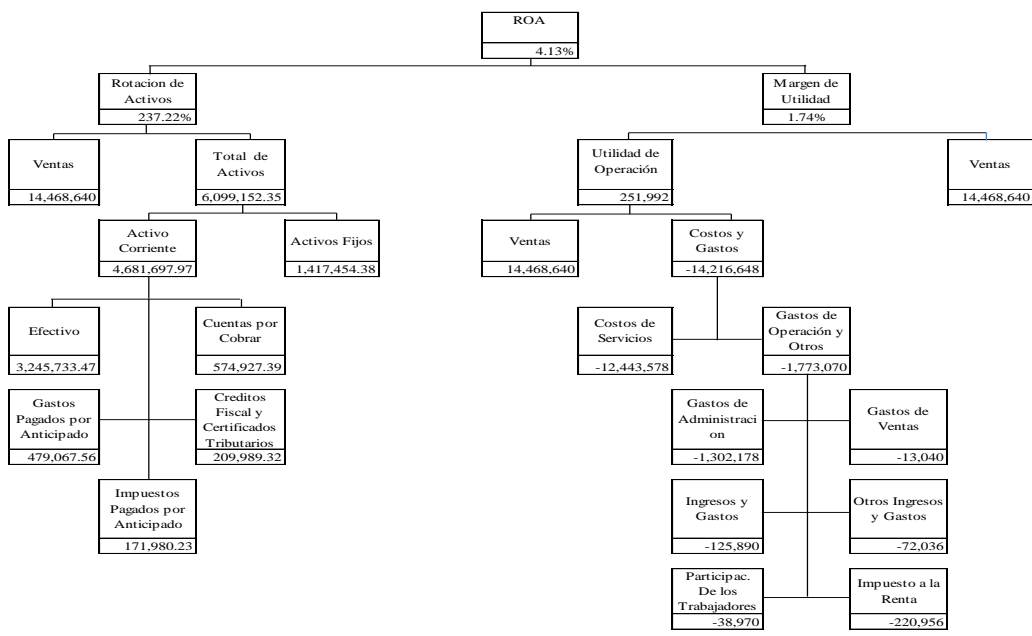 ROA
4.13%
Rotacion de
Activos
237.22%
Margen de
Utilidad
1.74%
Ventas
14,468,640
Total de
Activos
6,099,152.35
Utilidad de
Operación
251,992
Ventas
14,468,640
Activo
Corriente
4,681,697.97
Activos Fijos
1,417,454.38
Ventas
14,468,640
Costos y
Gastos
-14,216,648
Efectivo
3,245,733.47
Cuentas por
Cobrar
574,927.39
Costos de
Servicios
-12,443,578
Gastos de
Operación y
Otros
-1,773,070
Gastos
Pagados por
Anticipado
479,067.56
Creditos
Fiscal y
Certificados
Tributarios
209,989.32
Gastos de
Administraci
on
-1,302,178
Gastos de
Ventas
-13,040
Impuestos
Pagados por
Anticipado
171,980.23
Ingresos y
Gastos
-125,890
Otros Ingresos
y Gastos
-72,036
Participac.
De los
Trabajadores
-38,970
Impuesto a la
Renta
-220,956